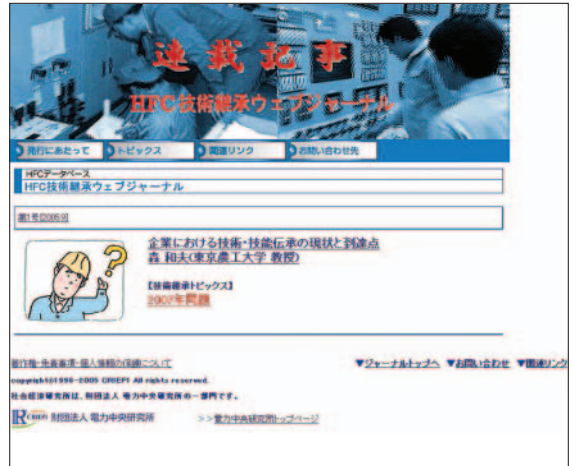 連載記事
HFC技術継承ウェブジャーナル
発行にあたって トピックス 関連リンク お問い合わせ先
HFCデータベース
HFC技術継承ウェブジャーナル
第1号[2005.9]
企業における技術・技能伝承の現状と到達点
森 和夫(東京農工大学 教授)
【技術継承トピックス】
2007年問題
著作権・免責事項・個人情報の保護について ▼ジャーナルトップへ ▼お問い合わせ ▼関連リンク
copyright©1998-2005 CRIEPI All rights reserved.
社会経済研究所は、財団法人 電力中央研究所の一部門です。
CRIEPI 財団法人 電力中央研究所 >>電力中央研究所トップページ